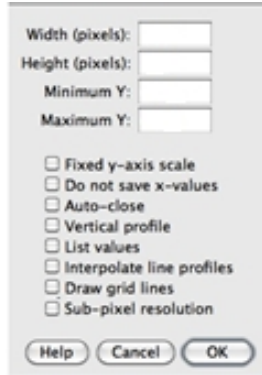 Width (pixels):
Height (pixels):
Minimum Y:
Maximum Y:
Fixed y-axis scale
Do not save x-values
Auto-close
Vertical profile
List values
Interpolate line profiles
Draw grid lines
Sub-pixel resolution
Help Cancel OK